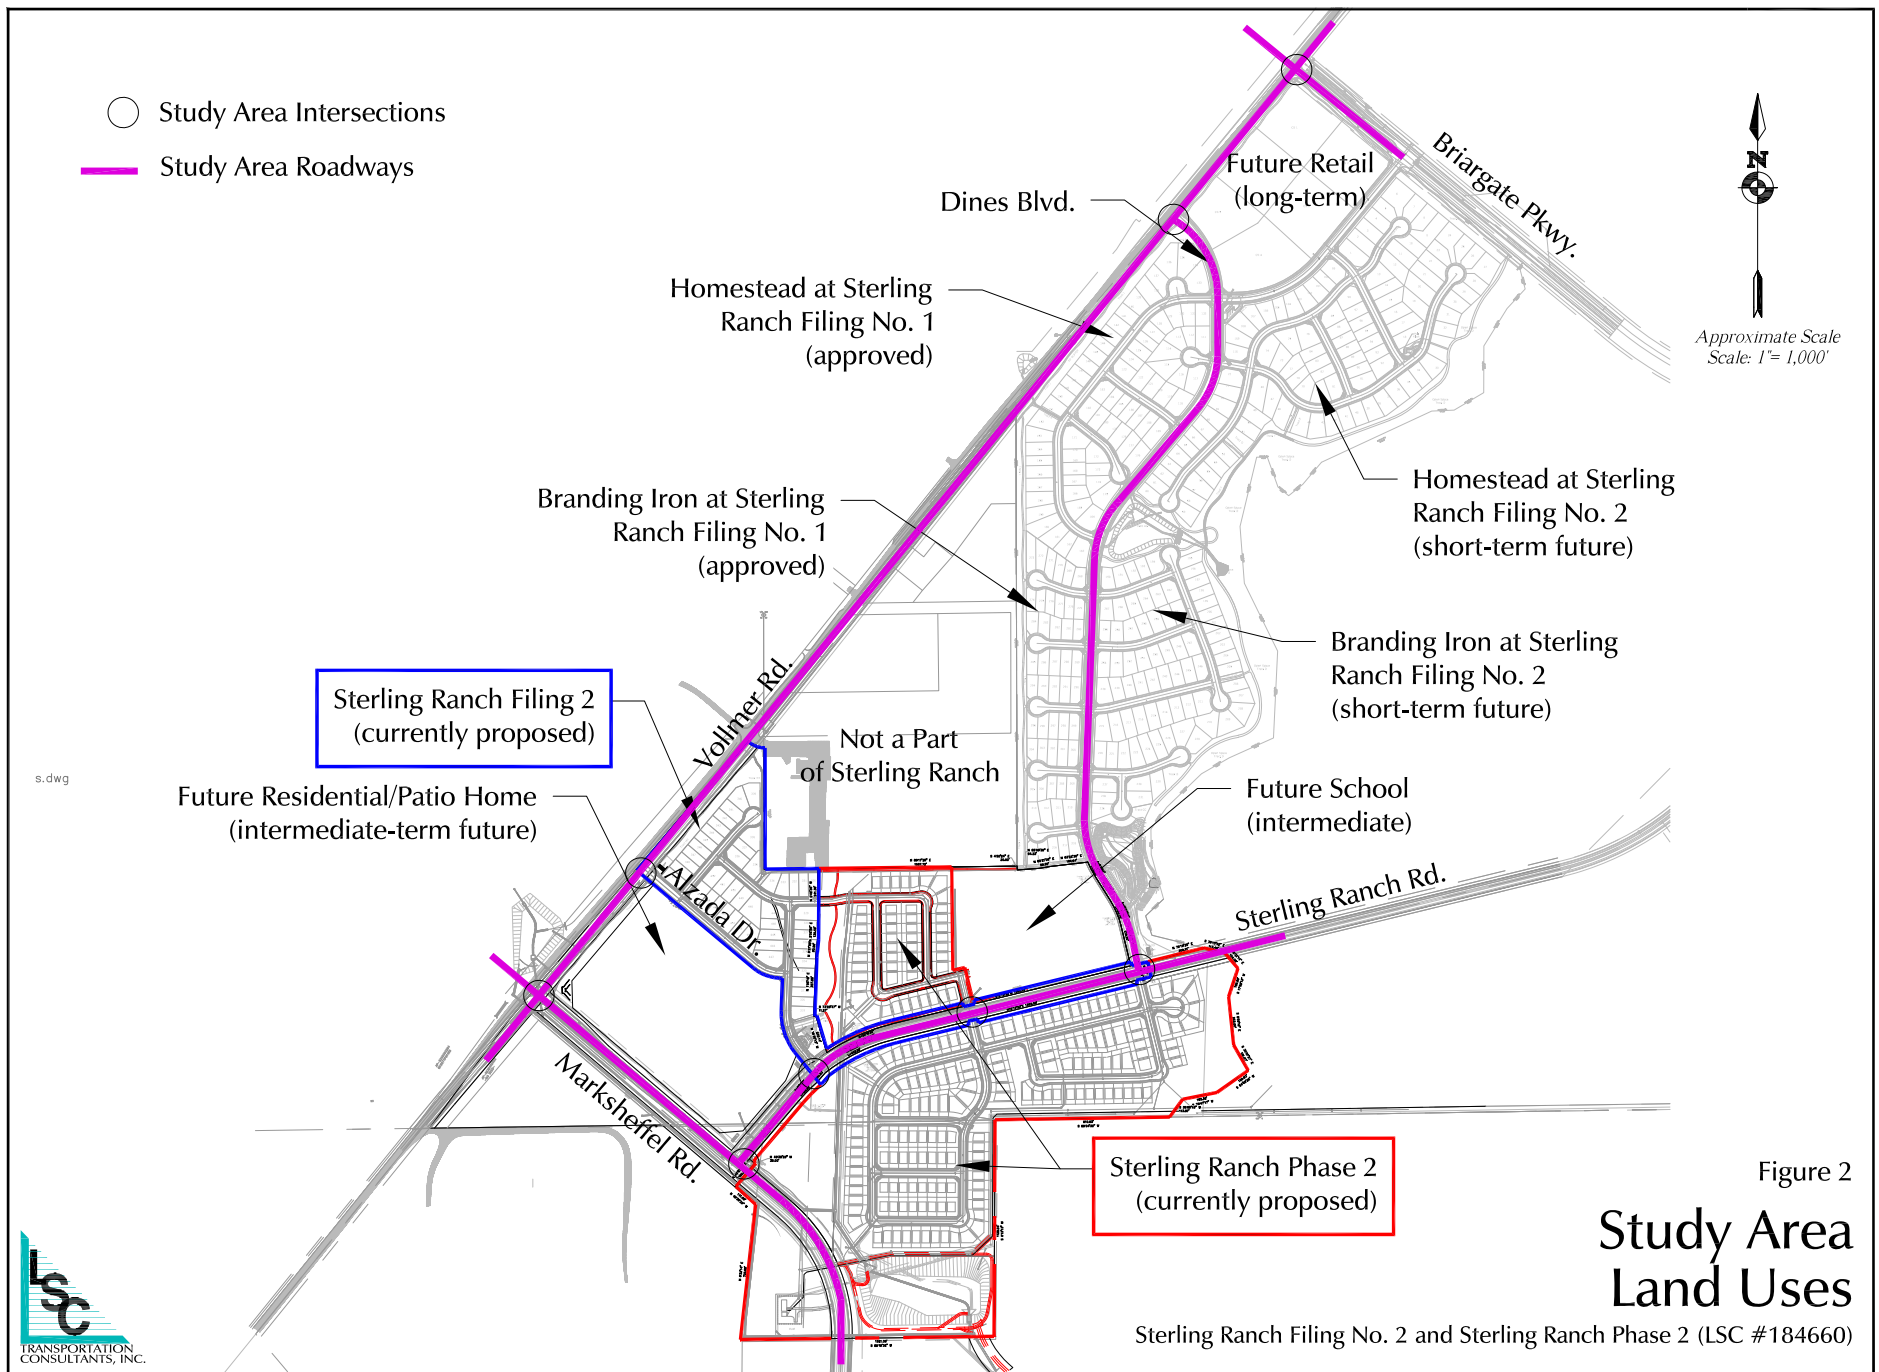 Study Area Intersections
Study Area Roadways
N
Approximate Scale
Scale: 1"= 1,000'
Briargate Pkwy.
Future Retail
(long-term)
Dines Blvd.
Homestead at Sterling
Ranch Filing No. 1
(approved)
Homestead at Sterling
Ranch Filing No. 2
(short-term future)
Branding Iron at Sterling
Ranch Filing No. 1
(approved)
Branding Iron at Sterling
Ranch Filing No. 2
(short-term future)
Vollmer Rd.
Sterling Ranch Filing 2
(currently proposed)
Not a Part
of Sterling Ranch
s.dwg
Future Residential/Patio Home
(intermediate-term future)
Future School
(intermediate)
Alzada Dr.
Sterling Ranch Rd.
Marksheffel Rd.
Sterling Ranch Phase 2
(currently proposed)
Figure 2
Study Area
Land Uses
Sterling Ranch Filing No. 2 and Sterling Ranch Phase 2 (LSC #184660)
LSC
TRANSPORTATION
CONSULTANTS, INC.